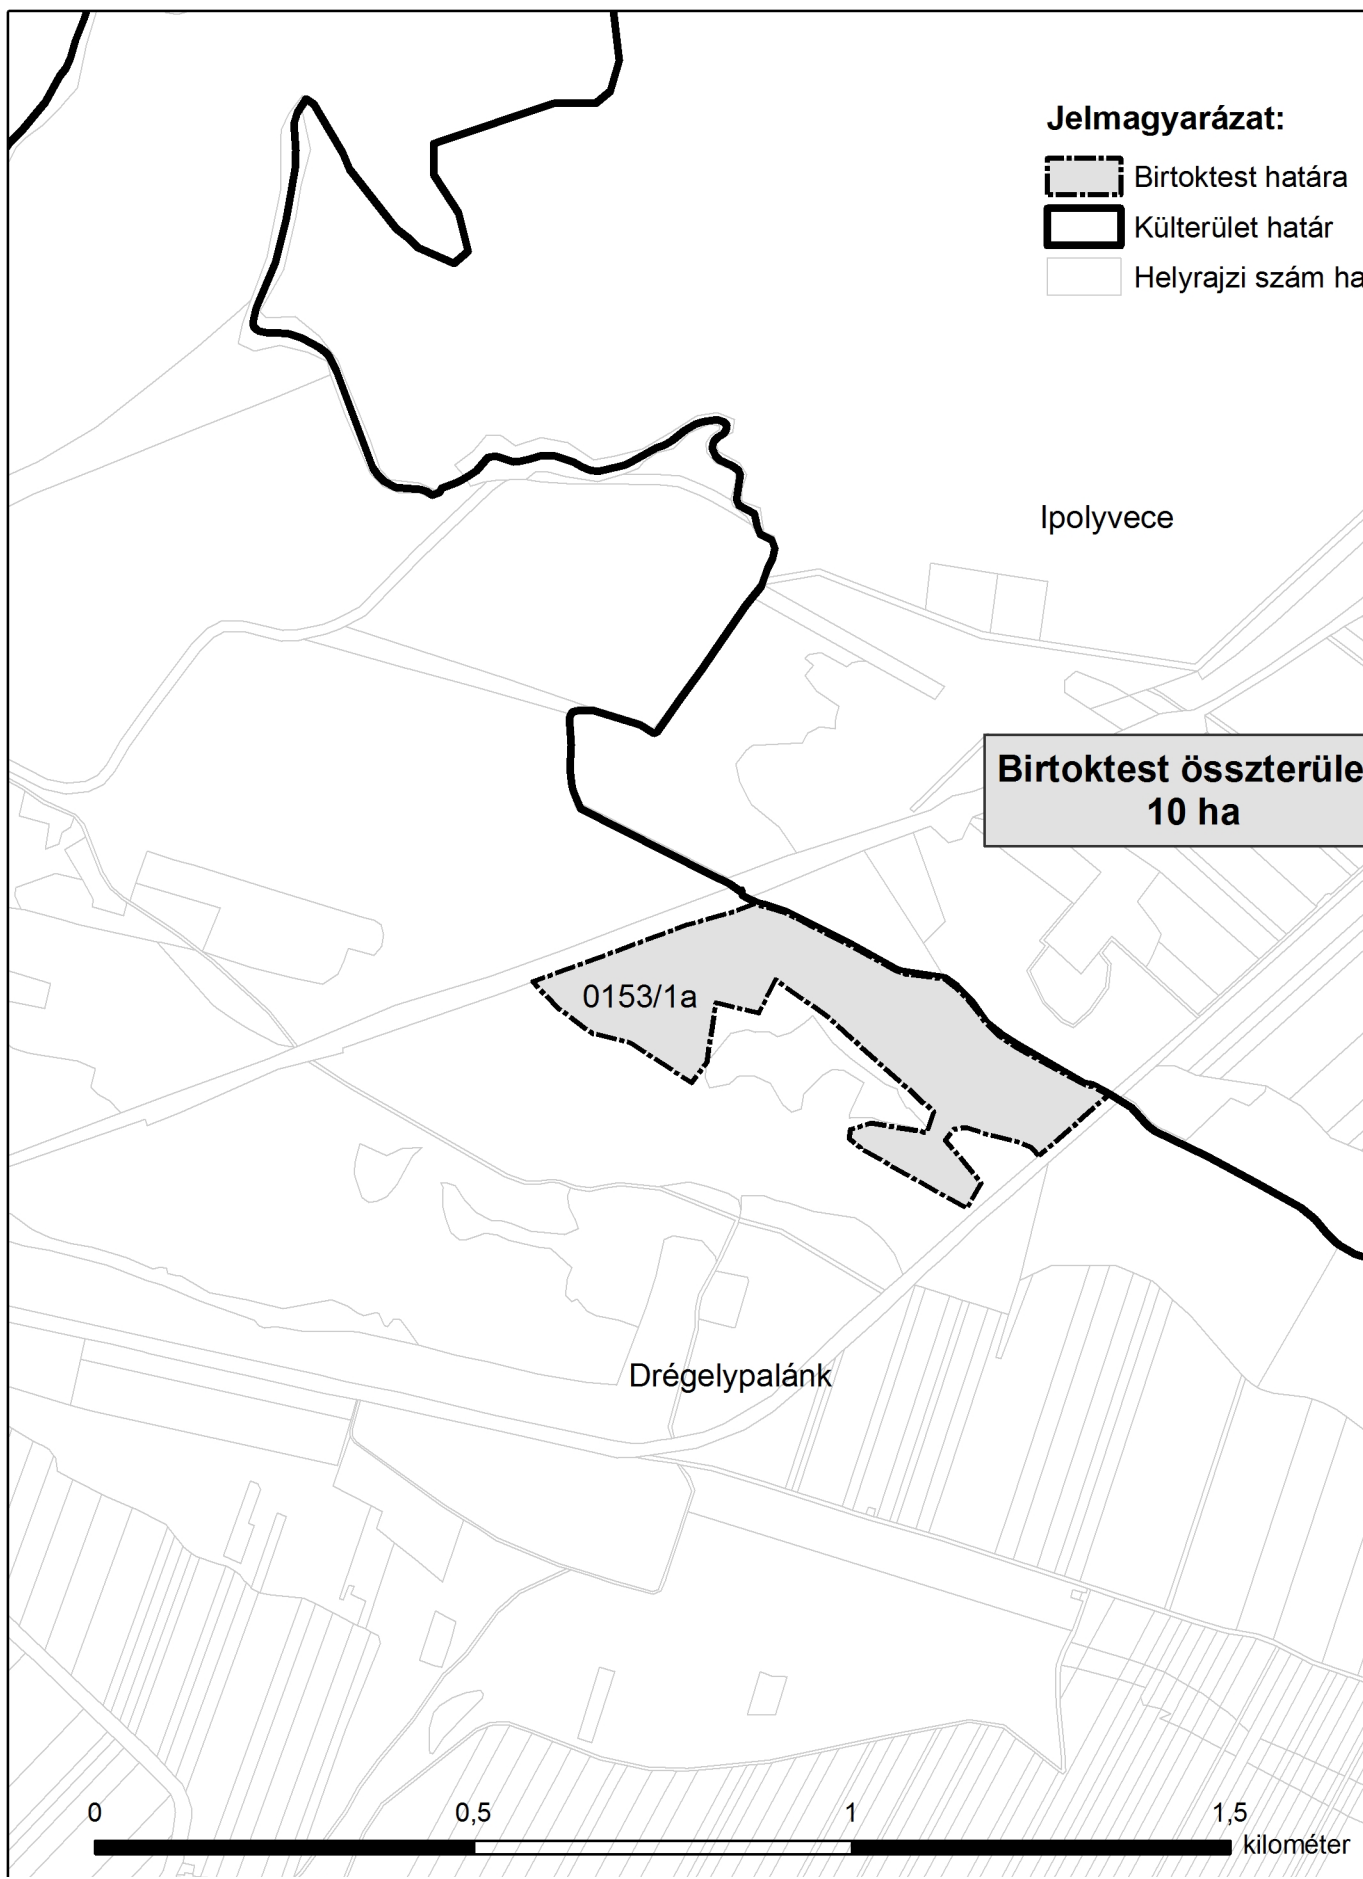 Jelmagyarázat:
Birtoktest határa
Külterület határ
Helyrajzi szám ha
Ipolyvece
Birtoktest összterüle
10 ha
0153/1a
Drégelypalánk
0 0,5 1 1,5
kilométer